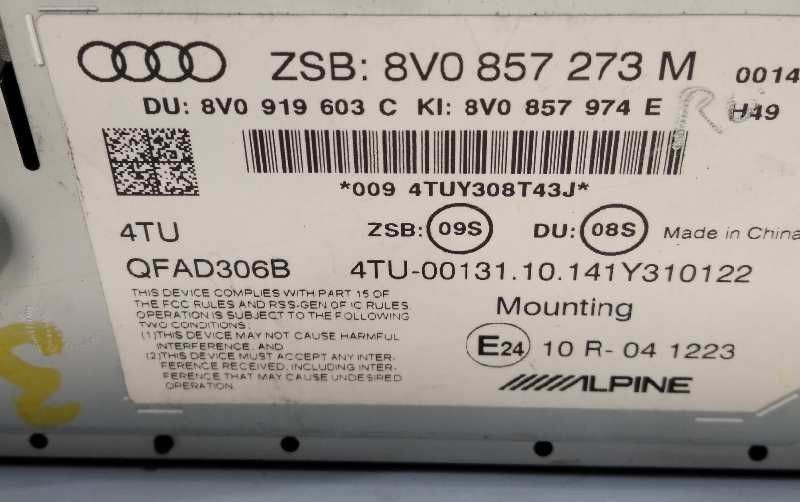 ZSB: 8V0 857 273 M 0014
DU: 8V0 919 603 C KI: 8V0 857 974 E H49
*009 4TUY308T43J*
4TU ZSB: 09S DU: 08S Made in China
QFAD306B 4TU-00131.10.141Y310122
THIS DEVICE COMPLIES WITH PART 15 OF
THE FCC RULES AND RSS-GEN OF IC RULES.
OPERATION IS SUBJECT TO THE FOLLOWING
TWO CONDITIONS:
(1)THIS DEVICE MAY NOT CAUSE HARMFUL
INTERFERENCE, AND
(2)THIS DEVICE MUST ACCEPT ANY INTER-
FERENCE RECEIVED, INCLUDING INTER-
FERENCE THAT MAY CAUSE UNDESIRED
OPERATION.
Mounting
E24 10 R- 04 1223
ALPINE